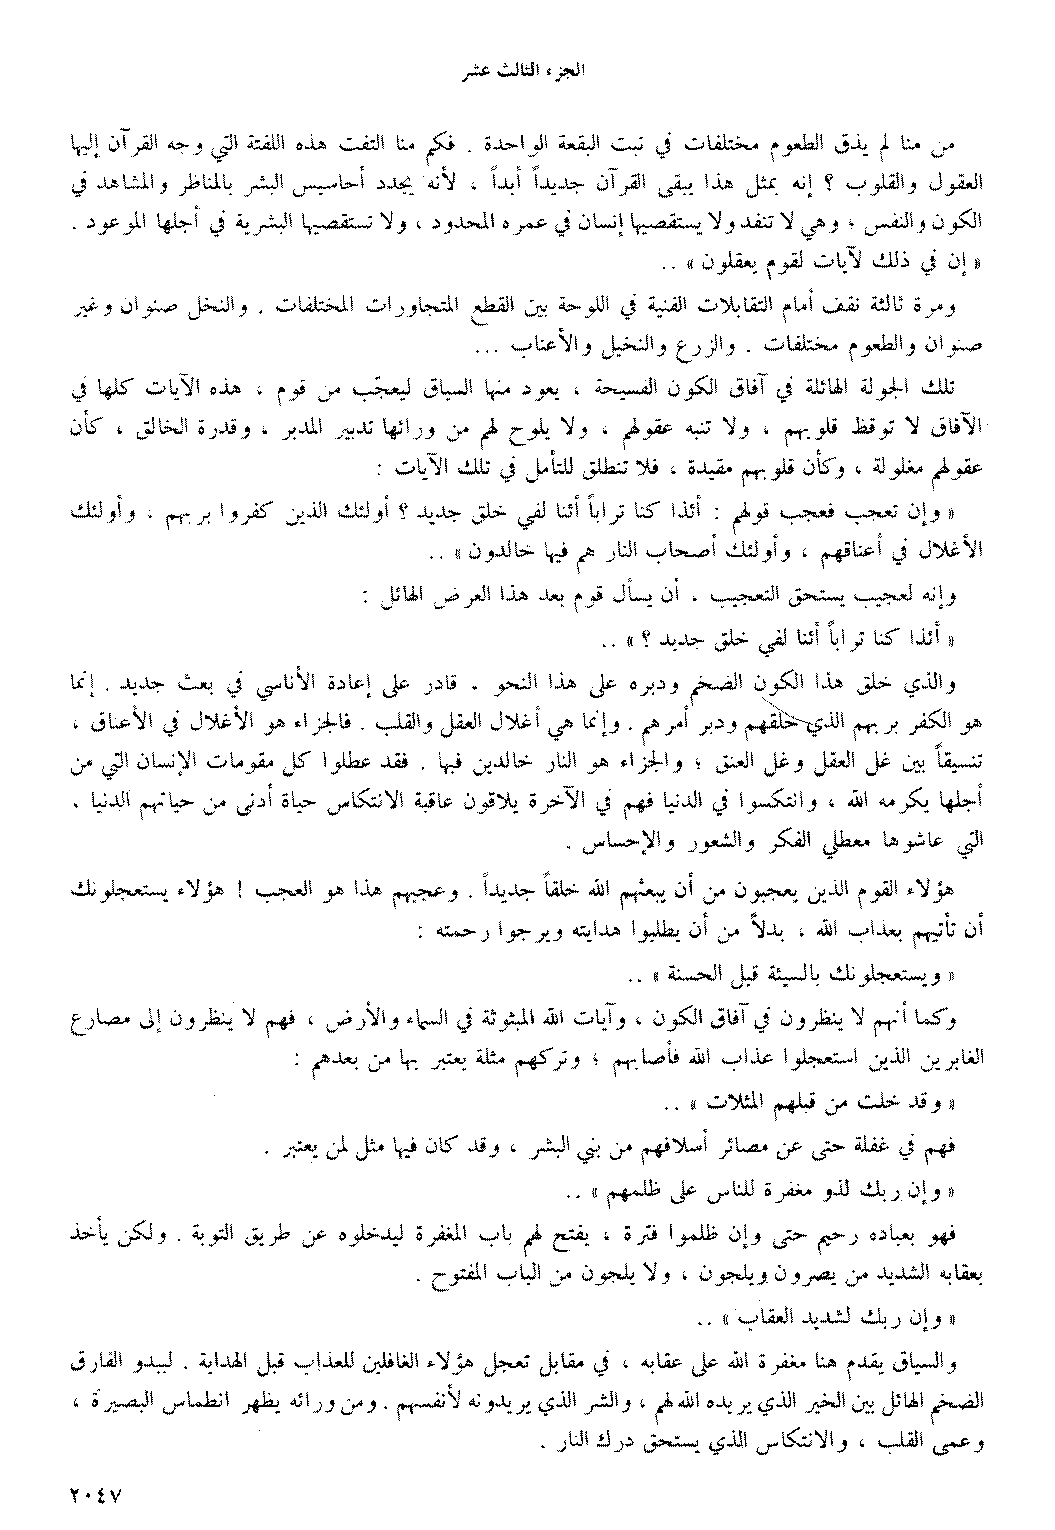 الجزء الثالث عشر
من منا لم يذق الطعوم مختلفات في نبت البقعة الواحدة . فكم منا التفت هذه اللفتة التي وجه القرآن إليها
العقول والقلوب ؟ إنه بمثل هذا يبقى القرآن جديداً أبداً ، لأنه يجدد أحاسيس البشر بالمناظر والمشاهد في
الكون والنفس ؛ وهي لا تنفد ولا يستقصيها إنسان في عمره المحدود ، ولا تستقصيها البشرية في أجلها الموعود .
« إن في ذلك لآيات لقوم يعقلون » ..
ومرة ثالثة نقف أمام التقابلات الفنية في اللوحة بين القطع المتجاورات المختلفات . والنخل صنوان وغير
صنوان والطعوم مختلفات . والزرع والنخيل والأعناب ...
تلك الجولة الهائلة في آفاق الكون الفسيحة ، يعود منها السياق ليعجّب من قوم ، هذه الآيات كلها في
الآفاق لا توقظ قلوبهم ، ولا تنبه عقولهم ، ولا يلوح لهم من ورائها تدبير المدبر ، وقدرة الخالق ، كأن
عقولهم مغلولة ، وكأن قلوبهم مقيدة ، فلا تنطلق للتأمل في تلك الآيات :
« وإن تعجب فعجب قولهم : أئذا كنا تراباً أئنا لفي خلق جديد ؟ أولئك الذين كفروا بربهم ، وأولئك
الأغلال في أعناقهم ، وأولئك أصحاب النار هم فيها خالدون » ..
وإنه لعجيب يستحق التعجيب . أن يسأل قوم بعد هذا العرض الهائل :
« أئذا كنا تراباً أئنا لفي خلق جديد ؟ » ..
والذي خلق هذا الكون الضخم ودبره على هذا النحو . قادر على إعادة الأناسي في بعث جديد . إنما
هو الكفر بربهم الذي خلقهم ودبر أمرهم . وإنما هي أغلال العقل والقلب . فالجزاء هو الأغلال في الأعناق ،
تنسيقاً بين غل العقل وغل العنق ؛ والجزاء هو النار خالدين فيها . فقد عطلوا كل مقومات الإنسان التي من
أجلها يكرمه الله ، وانتكسوا في الدنيا فهم في الآخرة يلاقون عاقبة الانتكاس حياة أدنى من حياتهم الدنيا ،
التي عاشوها معطلي الفكر والشعور والإحساس .
هؤلاء القوم الذين يعجبون من أن يبعثهم الله خلقاً جديداً . وعجبهم هذا هو العجب ! هؤلاء يستعجلونك
أن تأتيهم بعذاب الله ، بدلاً من أن يطلبوا هدايته ويرجوا رحمته :
« ويستعجلونك بالسيئة قبل الحسنة » ..
وكما أنهم لا ينظرون في آفاق الكون ، وآيات الله المبثوثة في السماء والأرض ، فهم لا ينظرون إلى مصارع
الغابرين الذين استعجلوا عذاب الله فأصابهم ؛ وتركهم مثلة يعتبر بها من بعدهم :
« وقد خلت من قبلهم المثلات » ..
فهم في غفلة حتى عن مصائر أسلافهم من بني البشر ، وقد كان فيها مثل لمن يعتبر .
« وإن ربك لذو مغفرة للناس على ظلمهم » ..
فهو بعباده رحيم حتى وإن ظلموا فترة ، يفتح لهم باب المغفرة ليدخلوه عن طريق التوبة . ولكن يأخذ
بعقابه الشديد من يصرون ويلجون ، ولا يلجون من الباب المفتوح .
« وإن ربك لشديد العقاب » ..
والسياق يقدم هنا مغفرة الله على عقابه ، في مقابل تعجل هؤلاء الغافلين للعذاب قبل الهداية . ليبدو الفارق
الضخم الهائل بين الخير الذي يريده الله لهم ، والشر الذي يريدونه لأنفسهم . ومن ورائه يظهر انطماس البصيرة ،
وعمى القلب ، والانتكاس الذي يستحق درك النار .
٢٠٤٧